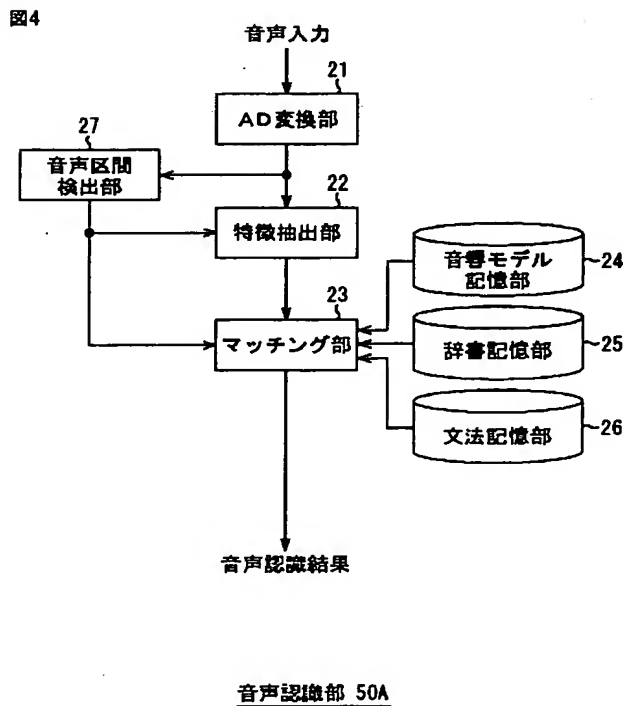 図4
音声入力
21
AD変換部
27
音声区間
検出部
22
特徴抽出部
音響モデル
記憶部
24
23
マッチング部
辞書記憶部
25
文法記憶部
26
音声認識結果
音声認識部 50A